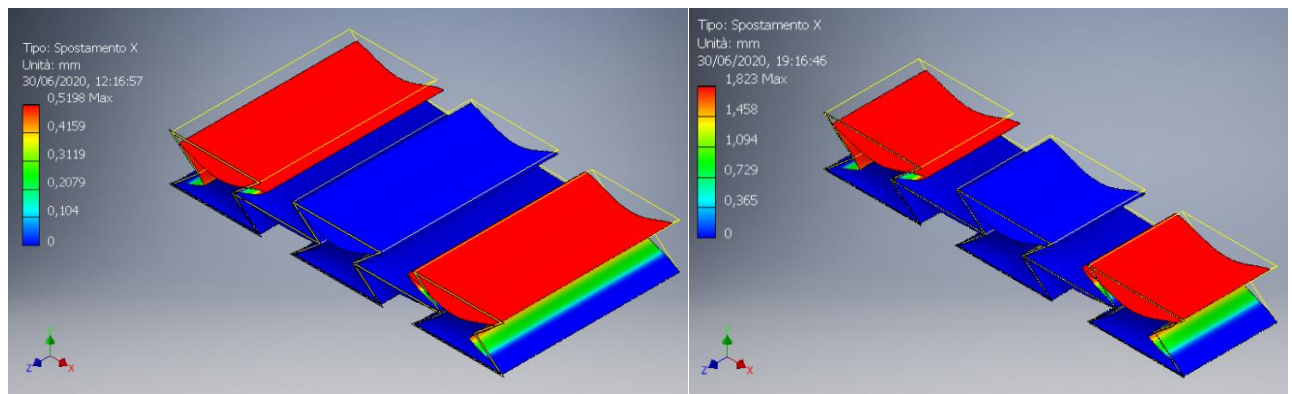 Tipo: Spostamento X
Unità: mm
30/06/2020, 12:16:57
0,5198 Max
0,4159
0,3119
0,2079
0,104
0
Y
Z
X
Tipo: Spostamento X
Unità: mm
30/06/2020, 19:16:46
1,823 Max
1,458
1,094
0,729
0,365
0
Y
Z
X